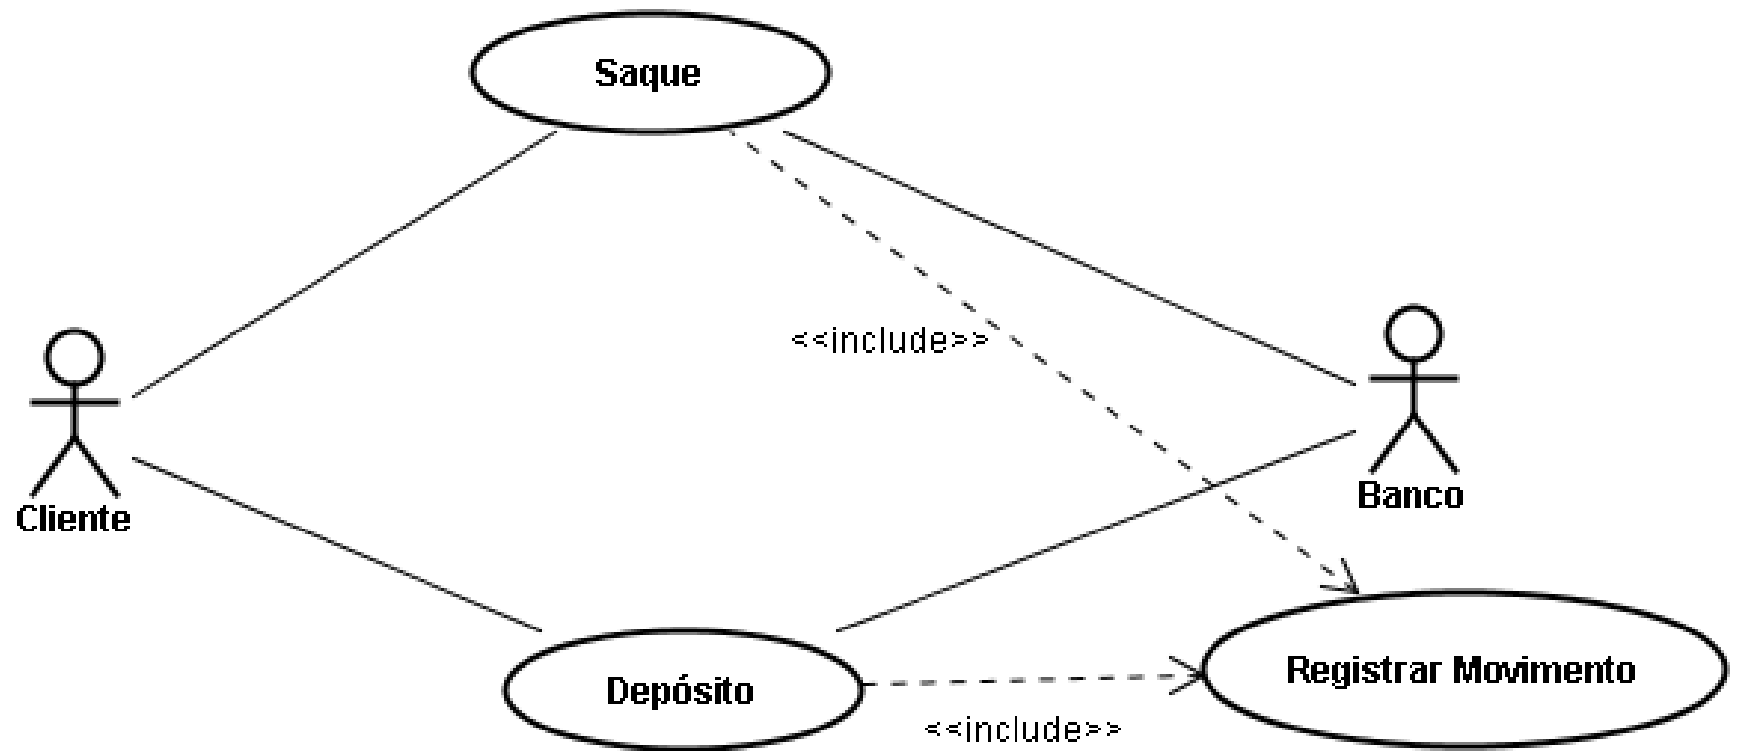 Saque
<<include>>
Cliente
Banco
Depósito
Registrar Movimento
<<include>>